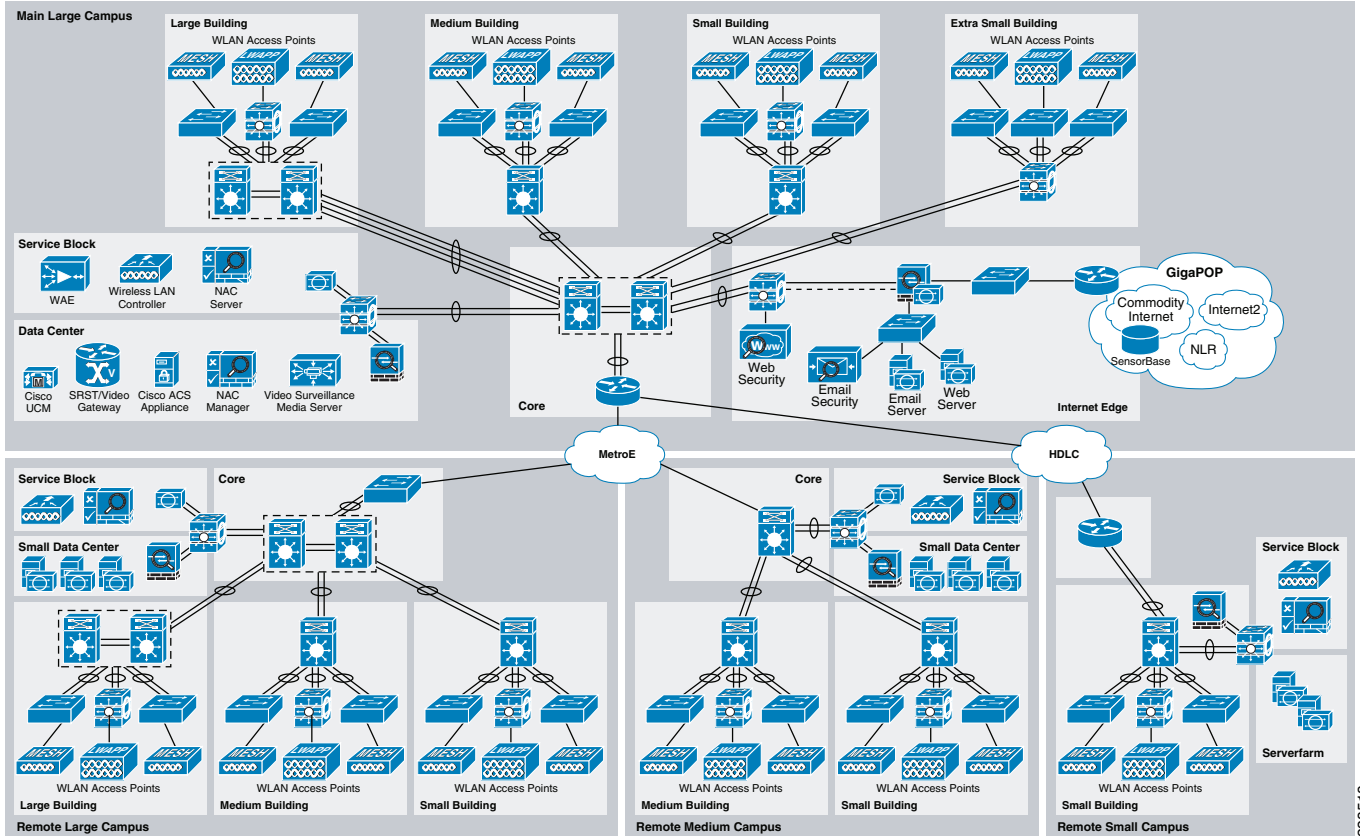 Main Large Campus
Large Building
WLAN Access Points
MESH
LWAPP
MESH
Medium Building
WLAN Access Points
MESH
LWAPP
MESH
Small Building
WLAN Access Points
MESH
LWAPP
MESH
Extra Small Building
WLAN Access Points
MESH
LWAPP
MESH
Service Block
WAE
Wireless LAN
Controller
NAC
Server
Data Center
M
Cisco
UCM
V
SRST/Video
Gateway
Cisco ACS
Appliance
NAC
Manager
Video Surveillance
Media Server
Core
Www
Web
Security
Email
Security
Email
Server
Web
Server
Internet Edge
GigaPOP
Commodity
Internet
Internet2
SensorBase
NLR
MetroE
HDLC
Service Block
Core
Small Data Center
MESH
LWAPP
MESH
WLAN Access Points
Large Building
MESH
LWAPP
MESH
WLAN Access Points
Medium Building
MESH
LWAPP
MESH
WLAN Access Points
Small Building
Remote Large Campus
Core
Service Block
Small Data Center
MESH
LWAPP
MESH
WLAN Access Points
Medium Building
MESH
LWAPP
MESH
WLAN Access Points
Small Building
Remote Medium Campus
Service Block
Serverfarm
MESH
LWAPP
MESH
WLAN Access Points
Small Building
Remote Small Campus